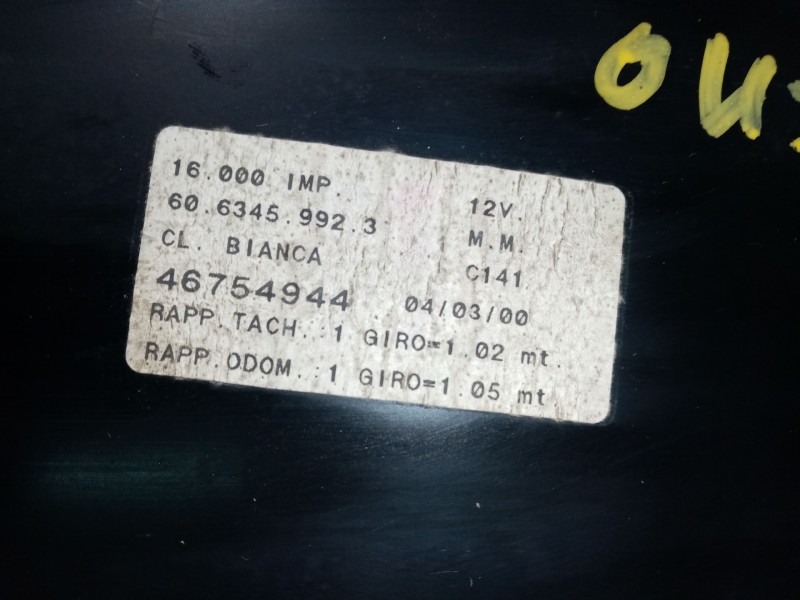 16.000 IMP. 12V.
60.6345.992.3 M.M.
CL. BIANCA C141
46754944 04/03/00
RAPP.TACH.:1 GIRO=1.02 mt.
RAPP.ODOM.:1 GIRO=1.05 mt